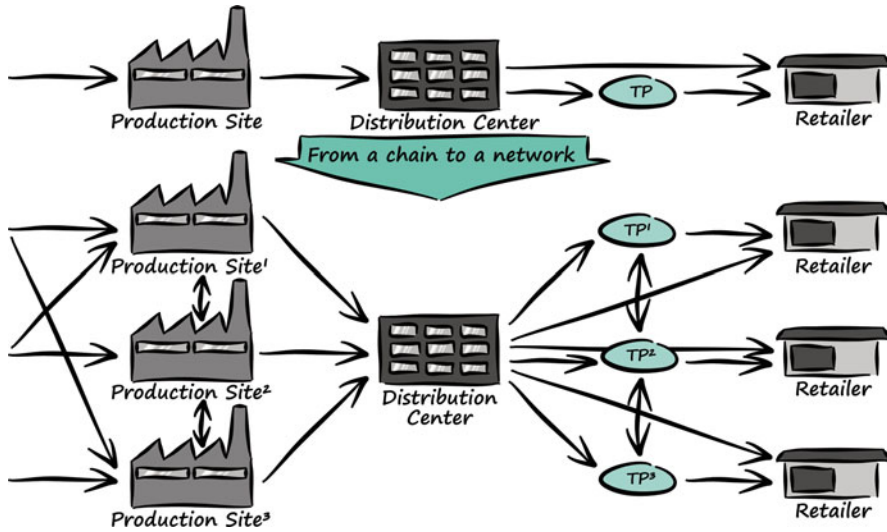 TP
Production Site
Distribution Center
Retailer
From a chain to a network
TP¹
Production Site¹
Retailer
TP²
Production Site²
Distribution
Center
Retailer
TP³
Production Site³
Retailer